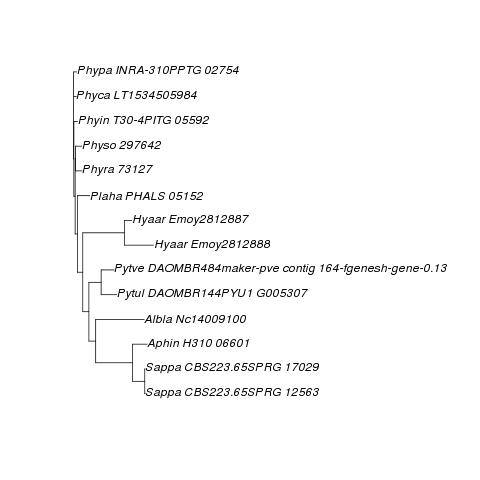 Phypa INRA-310PPTG 02754
Phyca LT1534505984
Phyin T30-4PITG 05592
Physo 297642
Phyra 73127
Plaha PHALS 05152
Hyaar Emoy2812887
Hyaar Emoy2812888
Pytve DAOMBR484maker-pve contig 164-fgenesh-gene-0.13
Pytul DAOMBR144PYU1 G005307
Albla Nc14009100
Aphin H310 06601
Sappa CBS223.65SPRG 17029
Sappa CBS223.65SPRG 12563